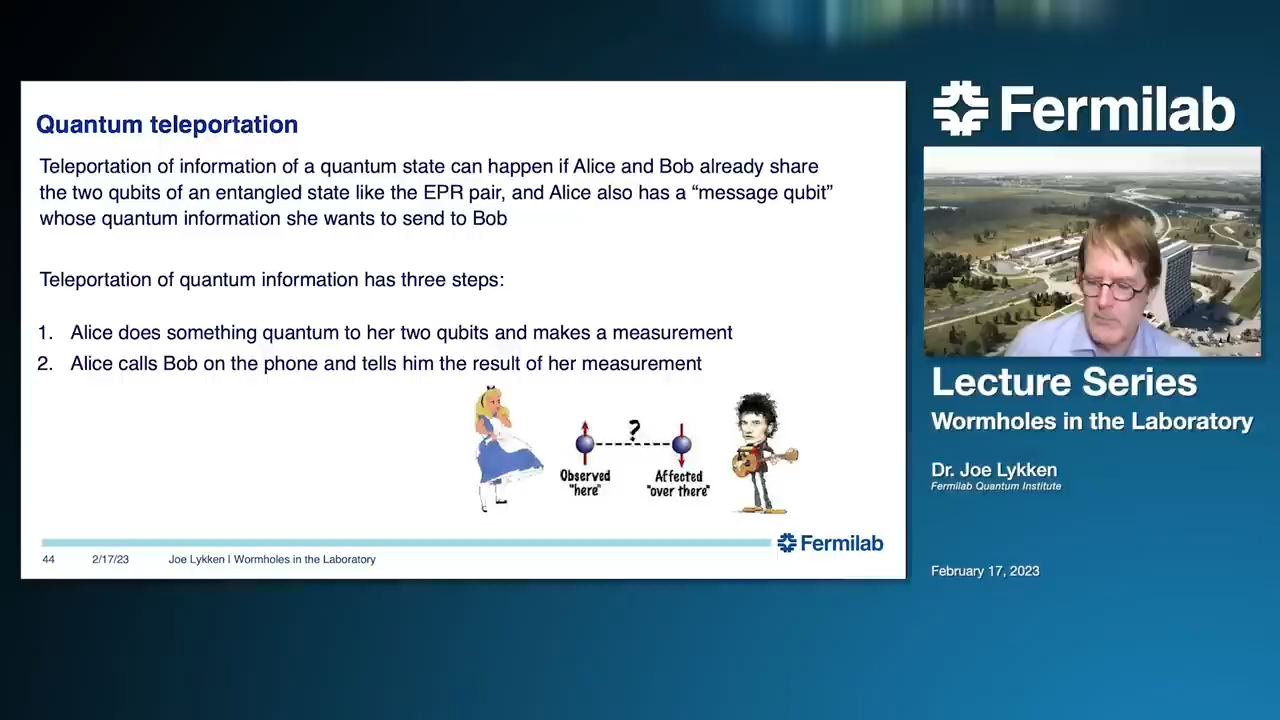 Quantum teleportation
Teleportation of information of a quantum state can happen if Alice and Bob already share
the two qubits of an entangled state like the EPR pair, and Alice also has a “message qubit”
whose quantum information she wants to send to Bob
Teleportation of quantum information has three steps:
1. Alice does something quantum to her two qubits and makes a measurement
2. Alice calls Bob on the phone and tells him the result of her measurement
?
Observed
"here"
Affected
"over there"
Fermilab
44 2/17/23 Joe Lykken | Wormholes in the Laboratory
Fermilab
Lecture Series
Wormholes in the Laboratory
Dr. Joe Lykken
Fermilab Quantum Institute
February 17, 2023